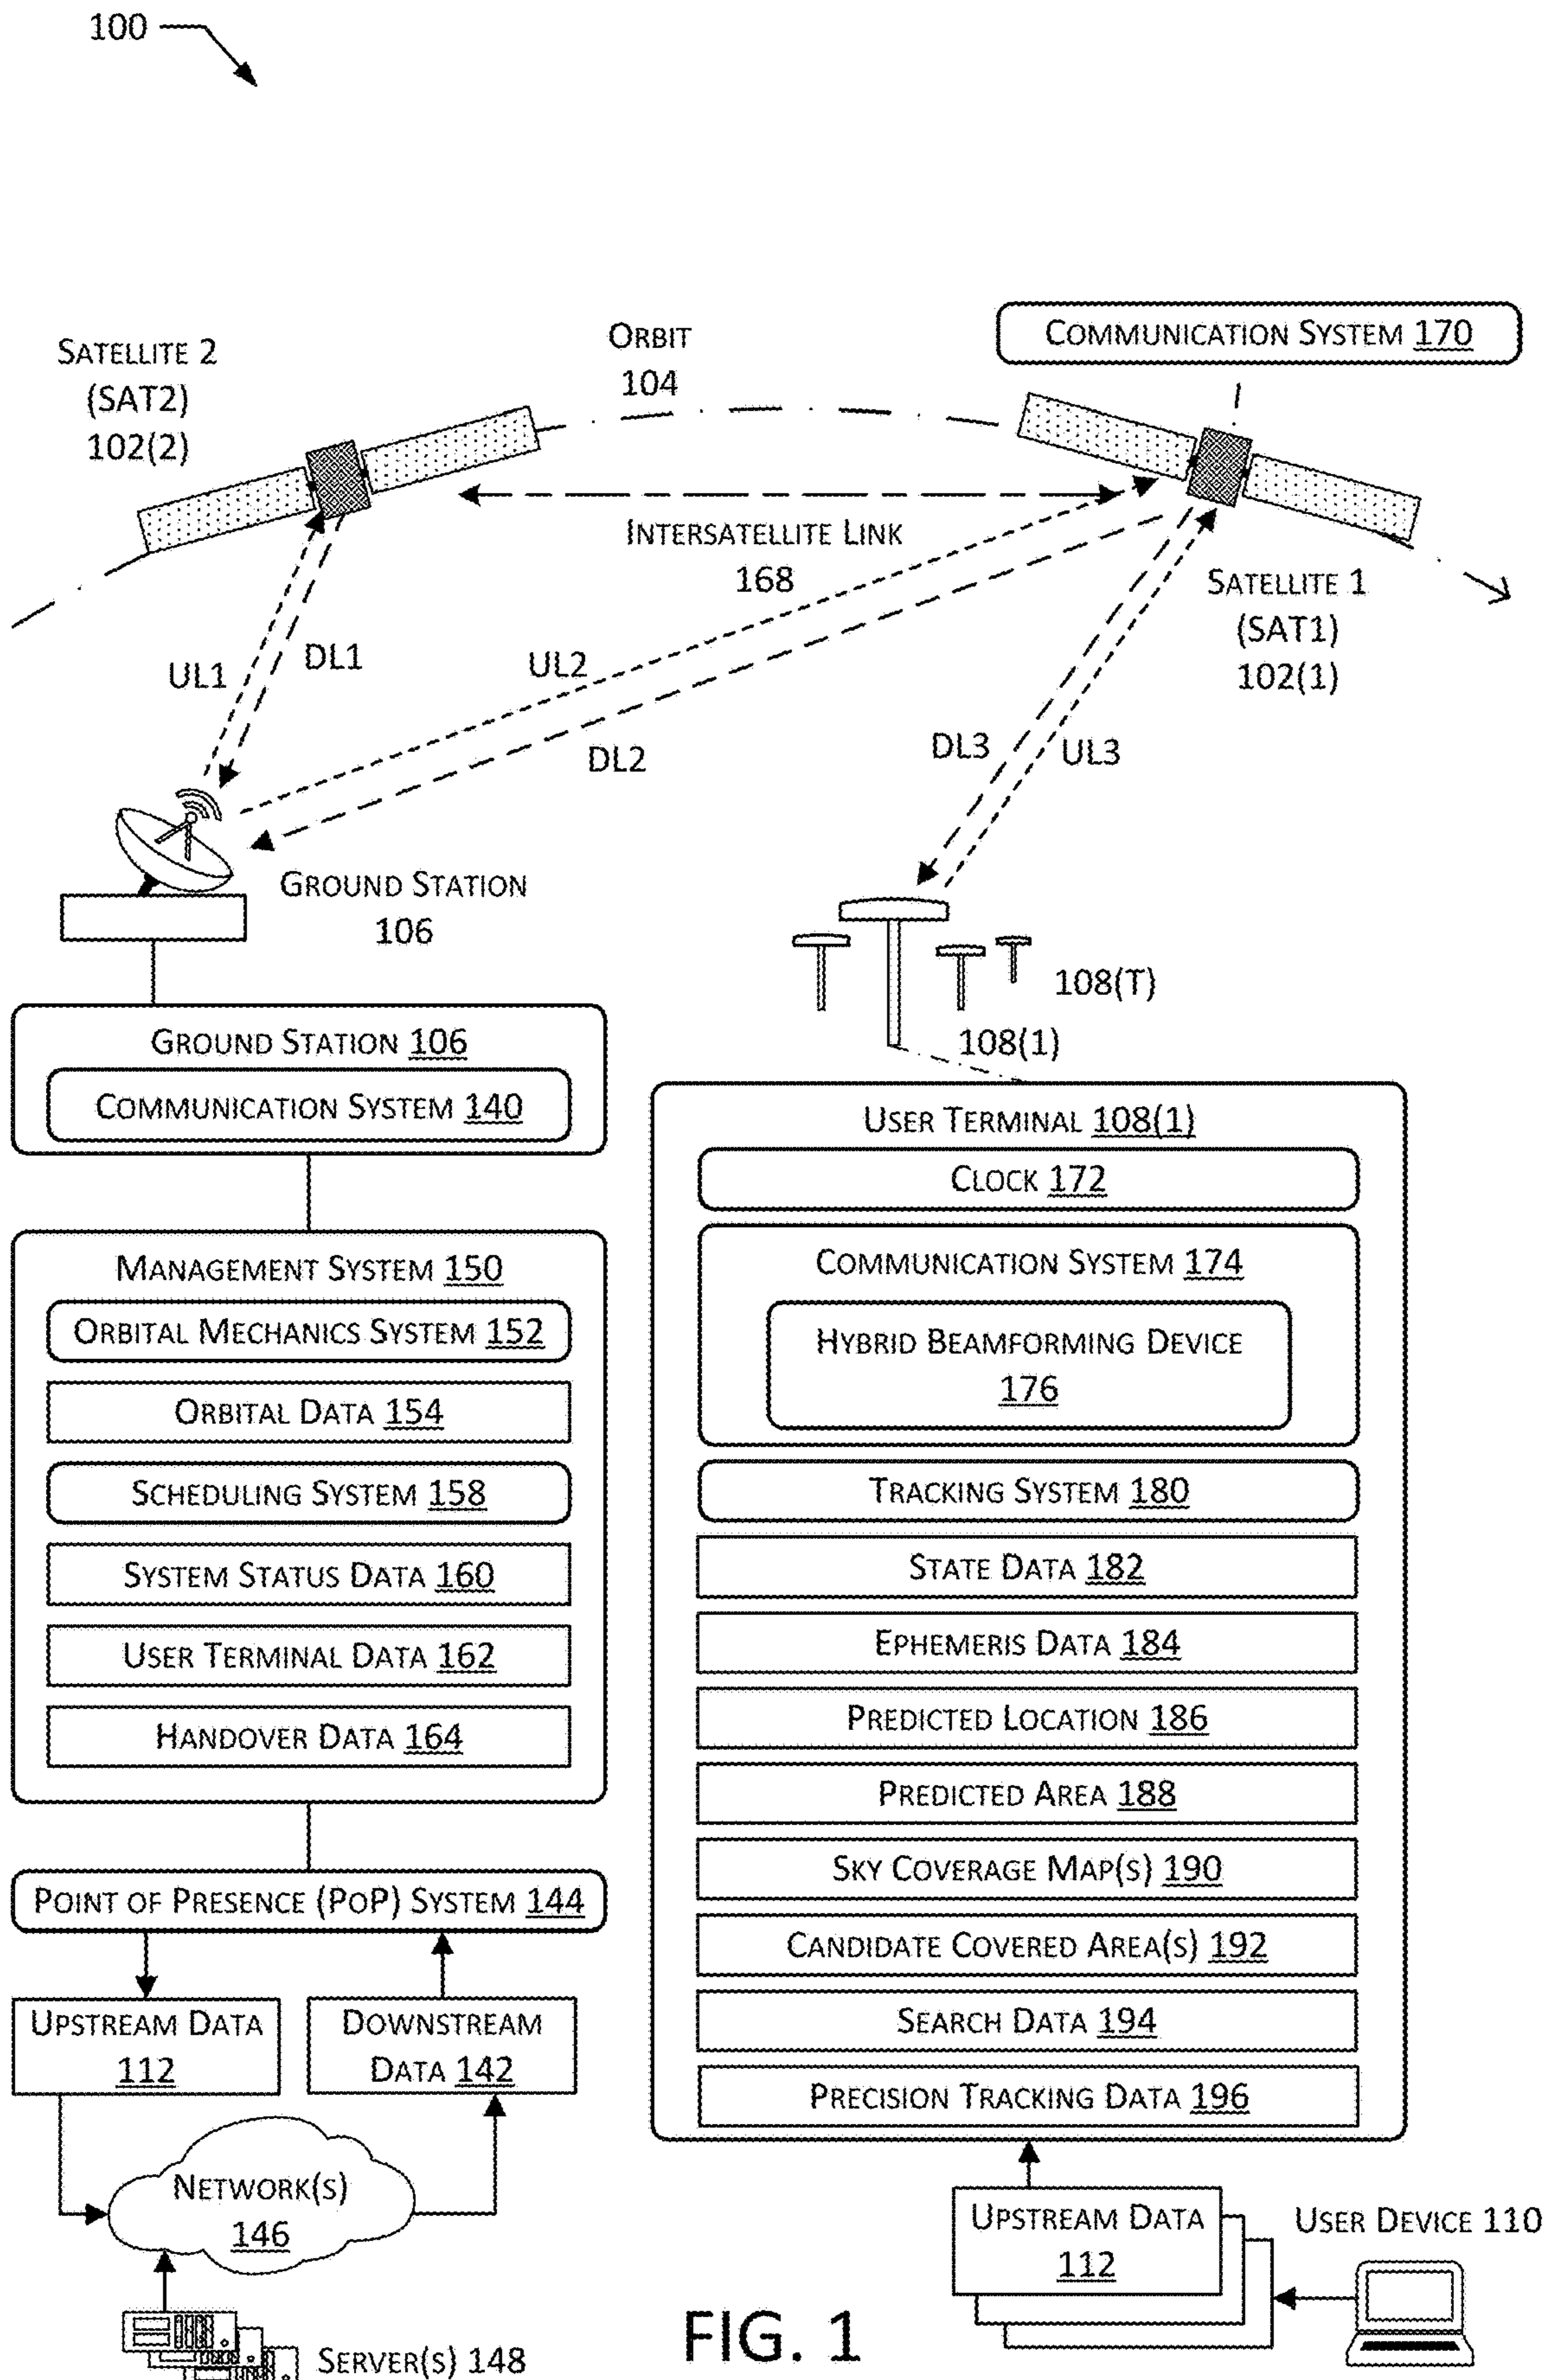 100
ORBIT
104
COMMUNICATION SYSTEM 170
SATELLITE 2
(SAT2)
102(2)
INTERSATELLITE LINK
168
SATELLITE 1
(SAT1)
102(1)
UL1
DL1
UL2
DL2
DL3
UL3
GROUND STATION
106
108(T)
108(1)
GROUND STATION 106
COMMUNICATION SYSTEM 140
MANAGEMENT SYSTEM 150
ORBITAL MECHANICS SYSTEM 152
ORBITAL DATA 154
SCHEDULING SYSTEM 158
SYSTEM STATUS DATA 160
USER TERMINAL DATA 162
HANDOVER DATA 164
POINT OF PRESENCE (POP) SYSTEM 144
UPSTREAM DATA
112
DOWNSTREAM
DATA 142
NETWORK(S)
146
SERVER(S) 148
USER TERMINAL 108(1)
CLOCK 172
COMMUNICATION SYSTEM 174
HYBRID BEAMFORMING DEVICE
176
TRACKING SYSTEM 180
STATE DATA 182
EPHEMERIS DATA 184
PREDICTED LOCATION 186
PREDICTED AREA 188
SKY COVERAGE MAP(S) 190
CANDIDATE COVERED AREA(S) 192
SEARCH DATA 194
PRECISION TRACKING DATA 196
UPSTREAM DATA
112
USER DEVICE 110
FIG. 1